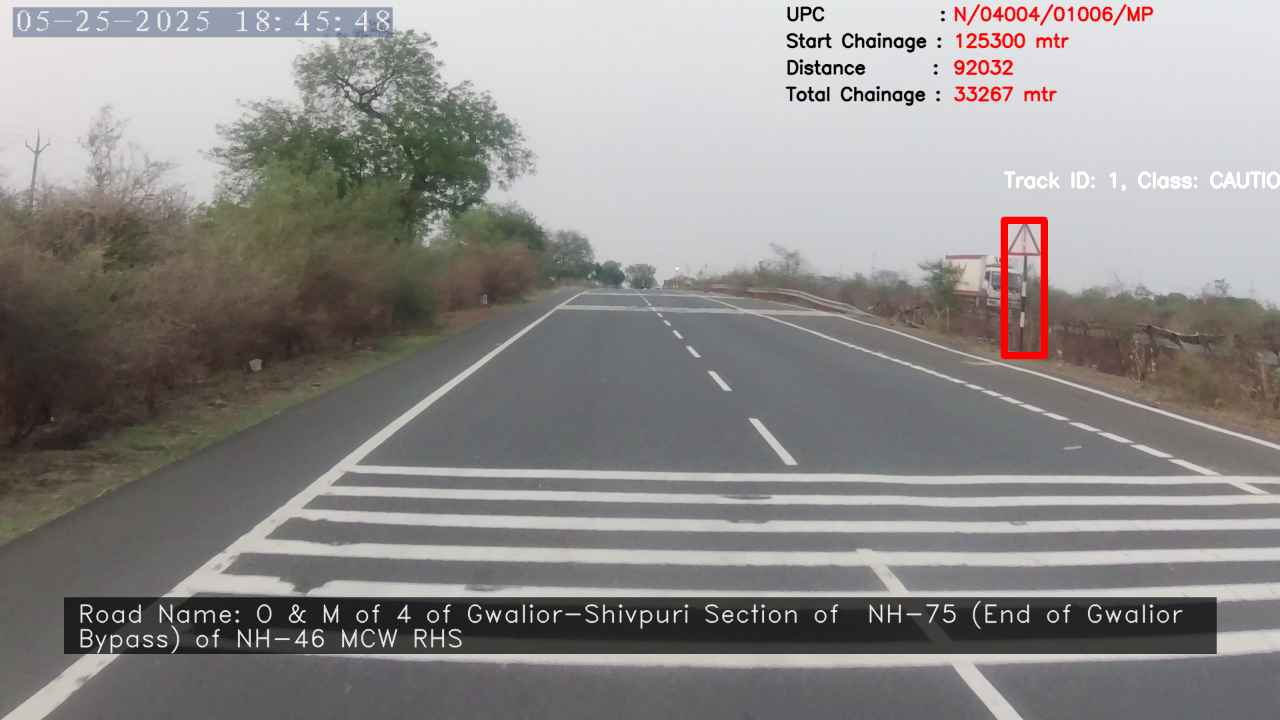 05-25-2025 18:45:48
UPC : N/04004/01006/MP
Start Chainage : 125300 mtr
Distance : 92032
Total Chainage : 33267 mtr
Track ID: 1, Class: CAUTIO
Road Name: O & M of 4 of Gwalior-Shivpuri Section of NH-75 (End of Gwalior
Bypass) of NH-46 MCW RHS